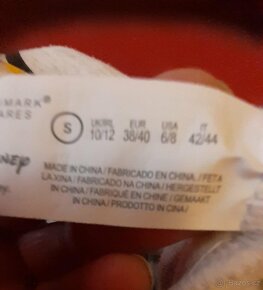 MARK®
ARES
S UK/IRL EUR USA IT
10/12 38/40 6/8 42/44
NEY
MADE IN CHINA / FABRICADO EN CHINA / FETA
LA XINA / FABRICADO NA CHINA / HERGESTELLT
IN CHINA / FABRIQUÉ EN CHINE / GEMAAKT
IN CHINA / PRODOTTO IN CINA/